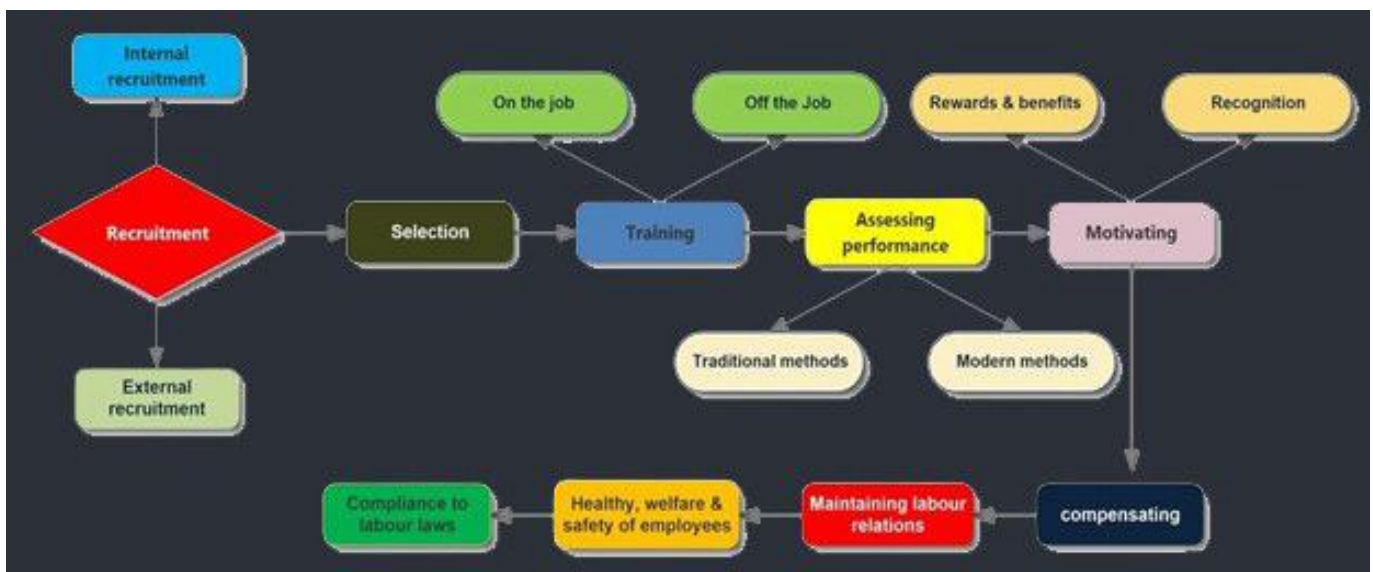 Internal
recruitment
On the job
Off the Job
Rewards & benefits
Recognition
Recruitment
Selection
Training
Assessing
performance
Motivating
Traditional methods
Modern methods
External
recruitment
Compliance to
labour laws
Healthy, welfare &
safety of employees
Maintaining labour
relations
compensating